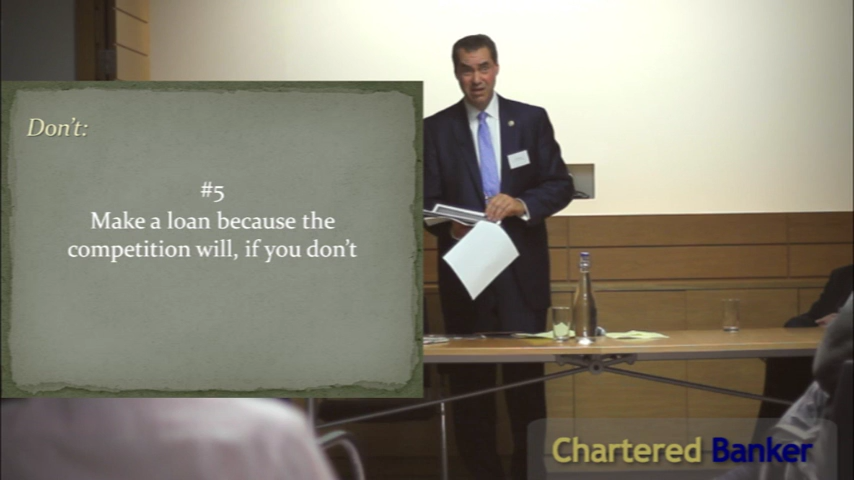 Don't:
#5
Make a loan because the
competition will, if you don't
Chartered Banker